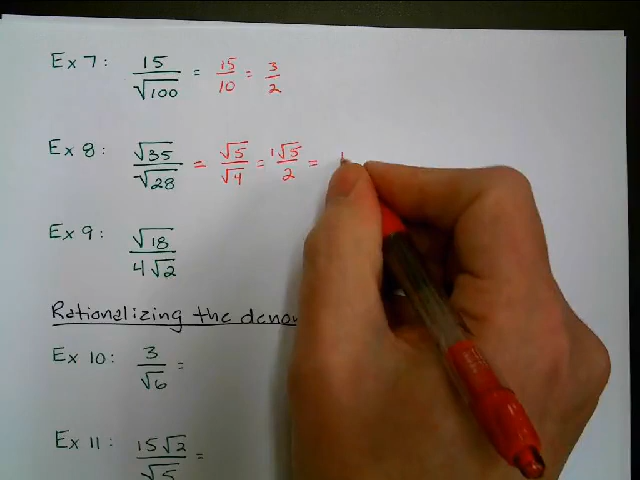 Ex 7: 15/√100 = 15/10 = 3/2
Ex 8: √35/√28 = √5/√4 = 1√5/2 = 1
Ex 9: √18/4√2
Rationalizing the
Ex 10: 3/√6 =
Ex 11: 15√2/√5 =